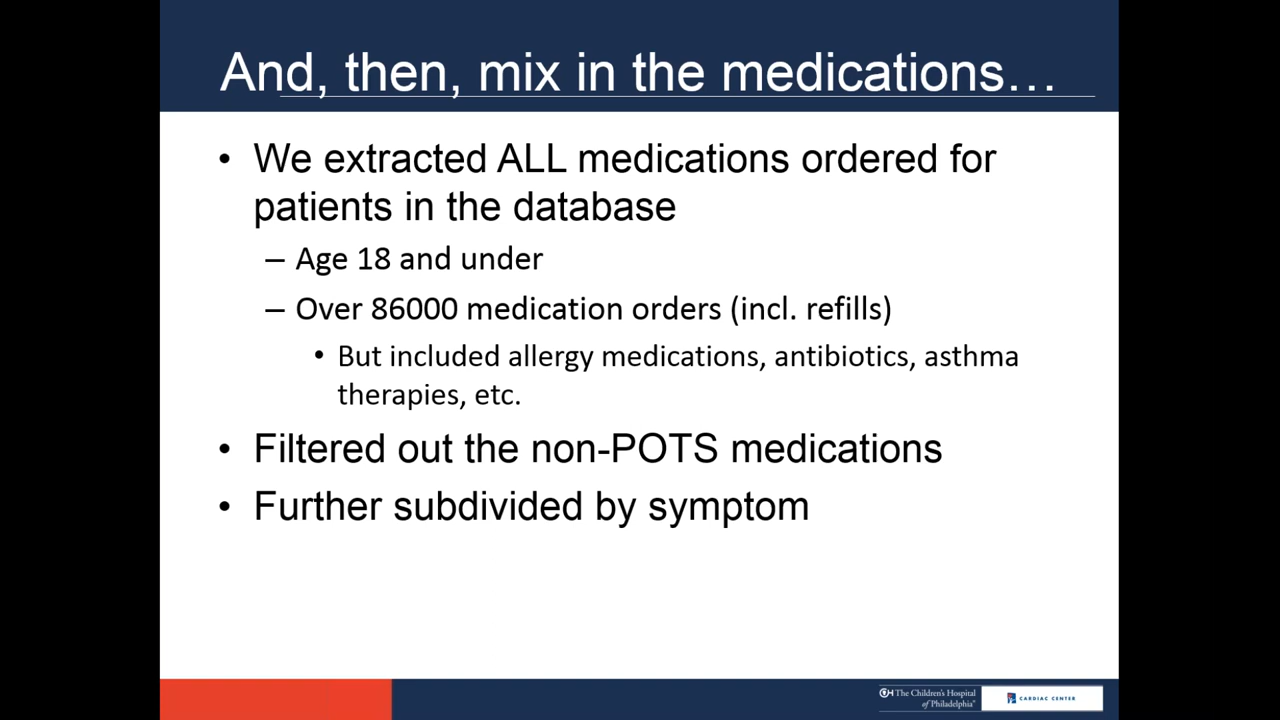 And, then, mix in the medications…
• We extracted ALL medications ordered for
patients in the database
– Age 18 and under
– Over 86000 medication orders (incl. refills)
• But included allergy medications, antibiotics, asthma
therapies, etc.
• Filtered out the non-POTS medications
• Further subdivided by symptom
The Children's Hospital
of Philadelphia
CARDIAC CENTER